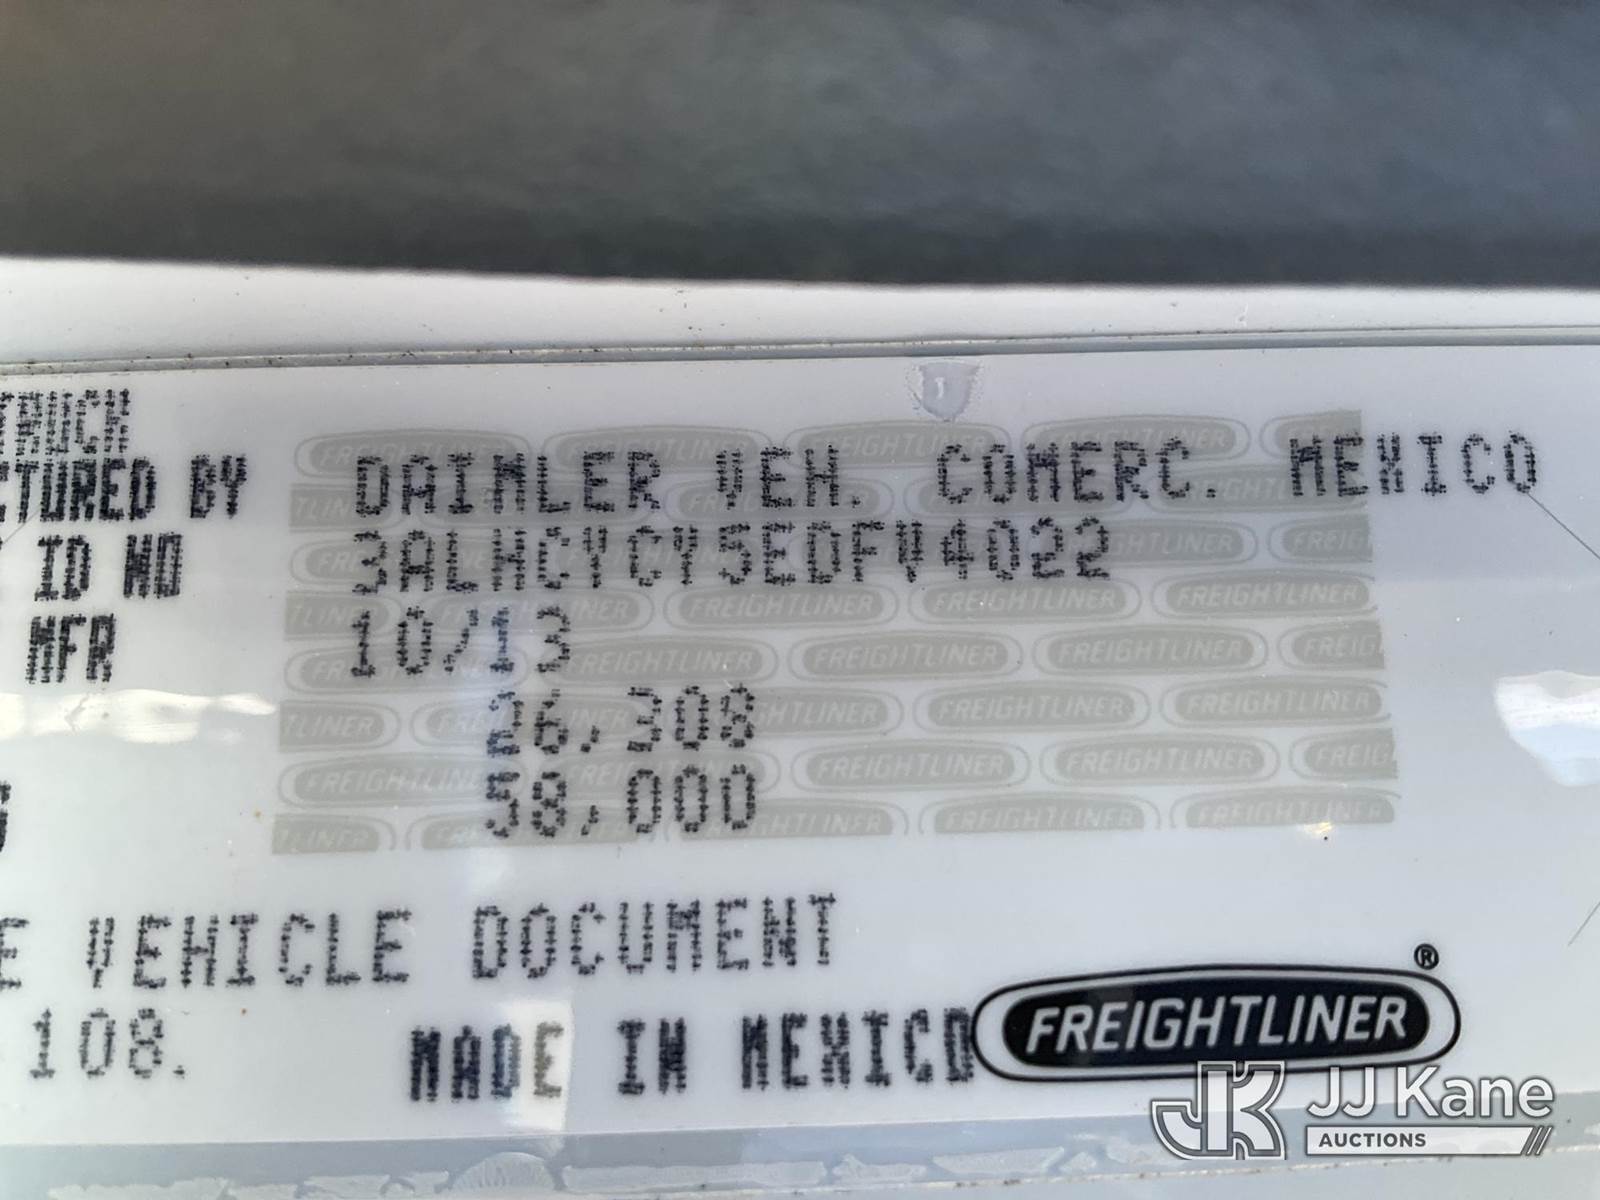 TRUCK
CTURED BY DAIMLER VEH. COMERC. MEXICO
ID NO 3ALHCYCS5EDFV4022
MFR 10/13
26,308
58,000
E VEHICLE DOCUMENT
108.
MADE IN MEXICO FREIGHTLINER®
JJ Kane
AUCTIONS